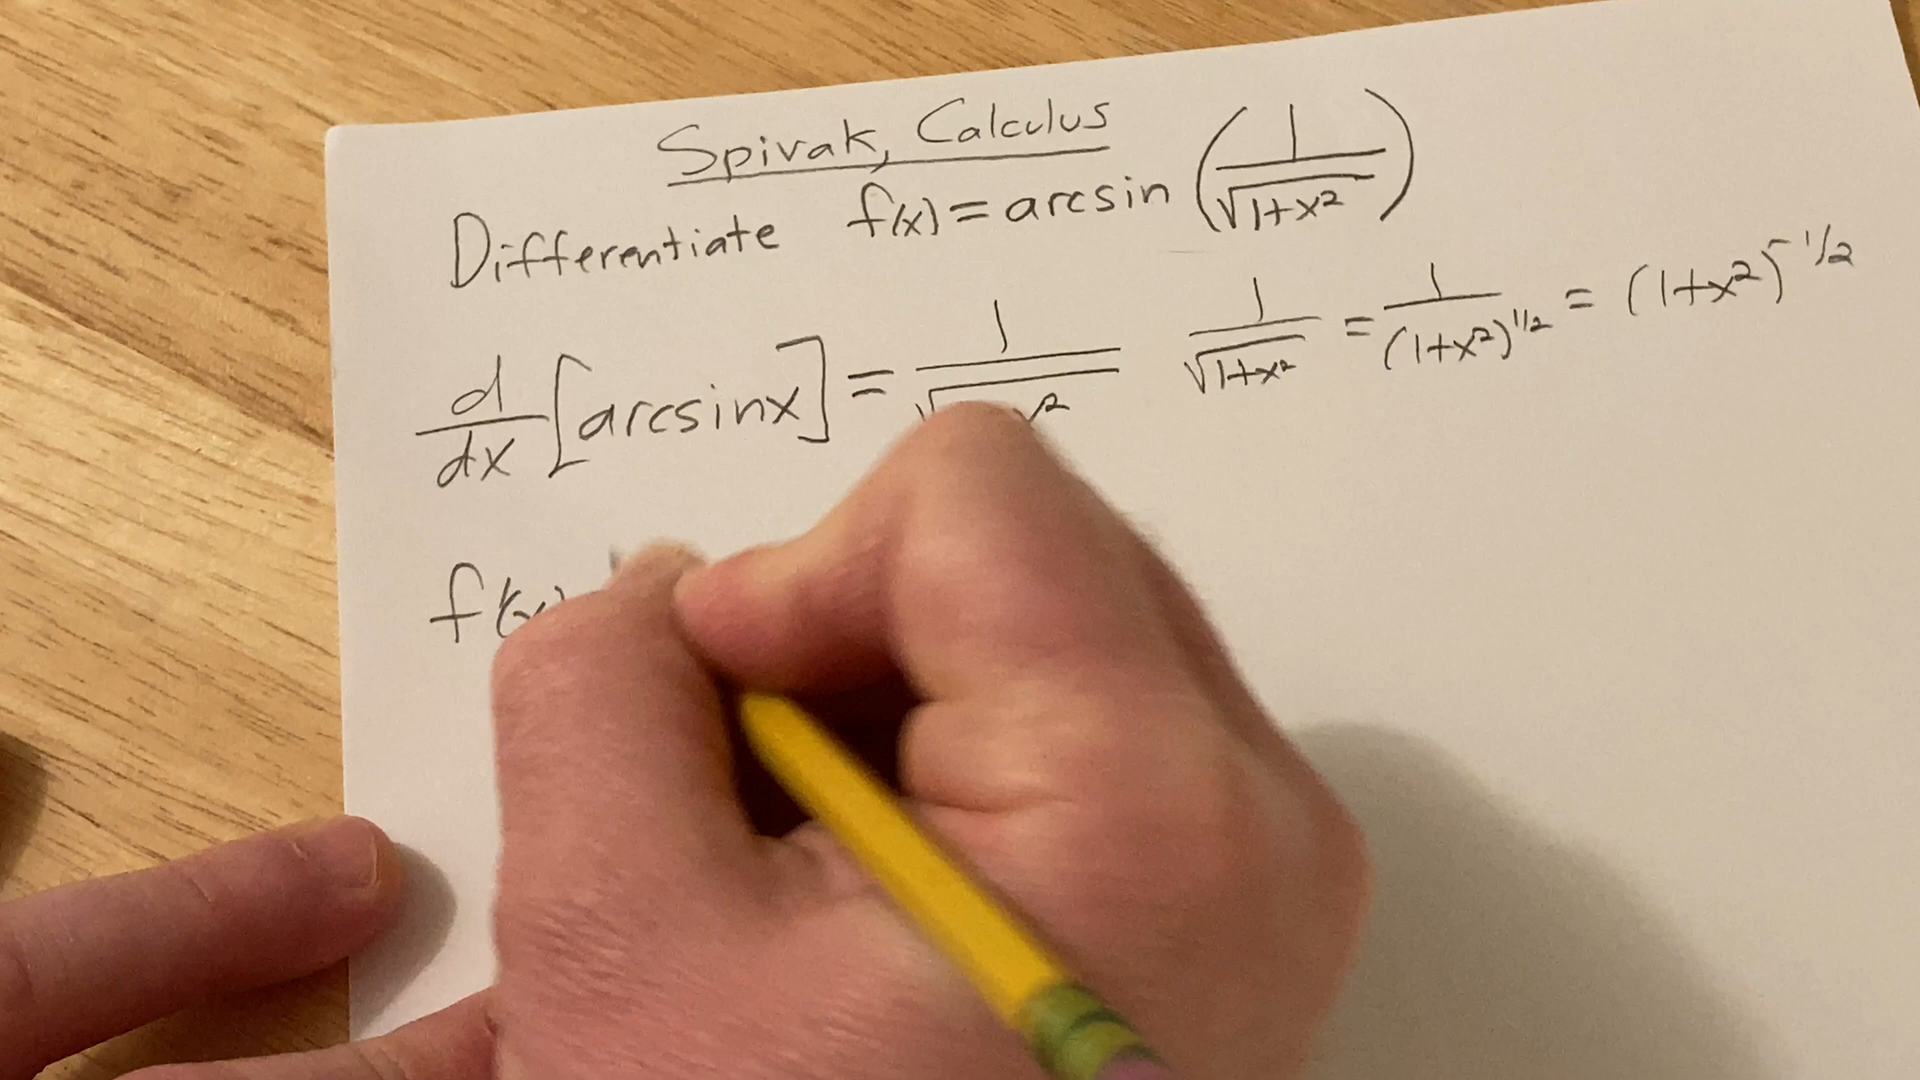 Spivak, Calculus
Differentiate f(x) = arcsin (1/√(1+x²))
d/dx [arcsinx] = 1/√ x² 1/√(1+x²) = 1/(1+x²)^1/2 = (1+x²)^-1/2
f'(x)